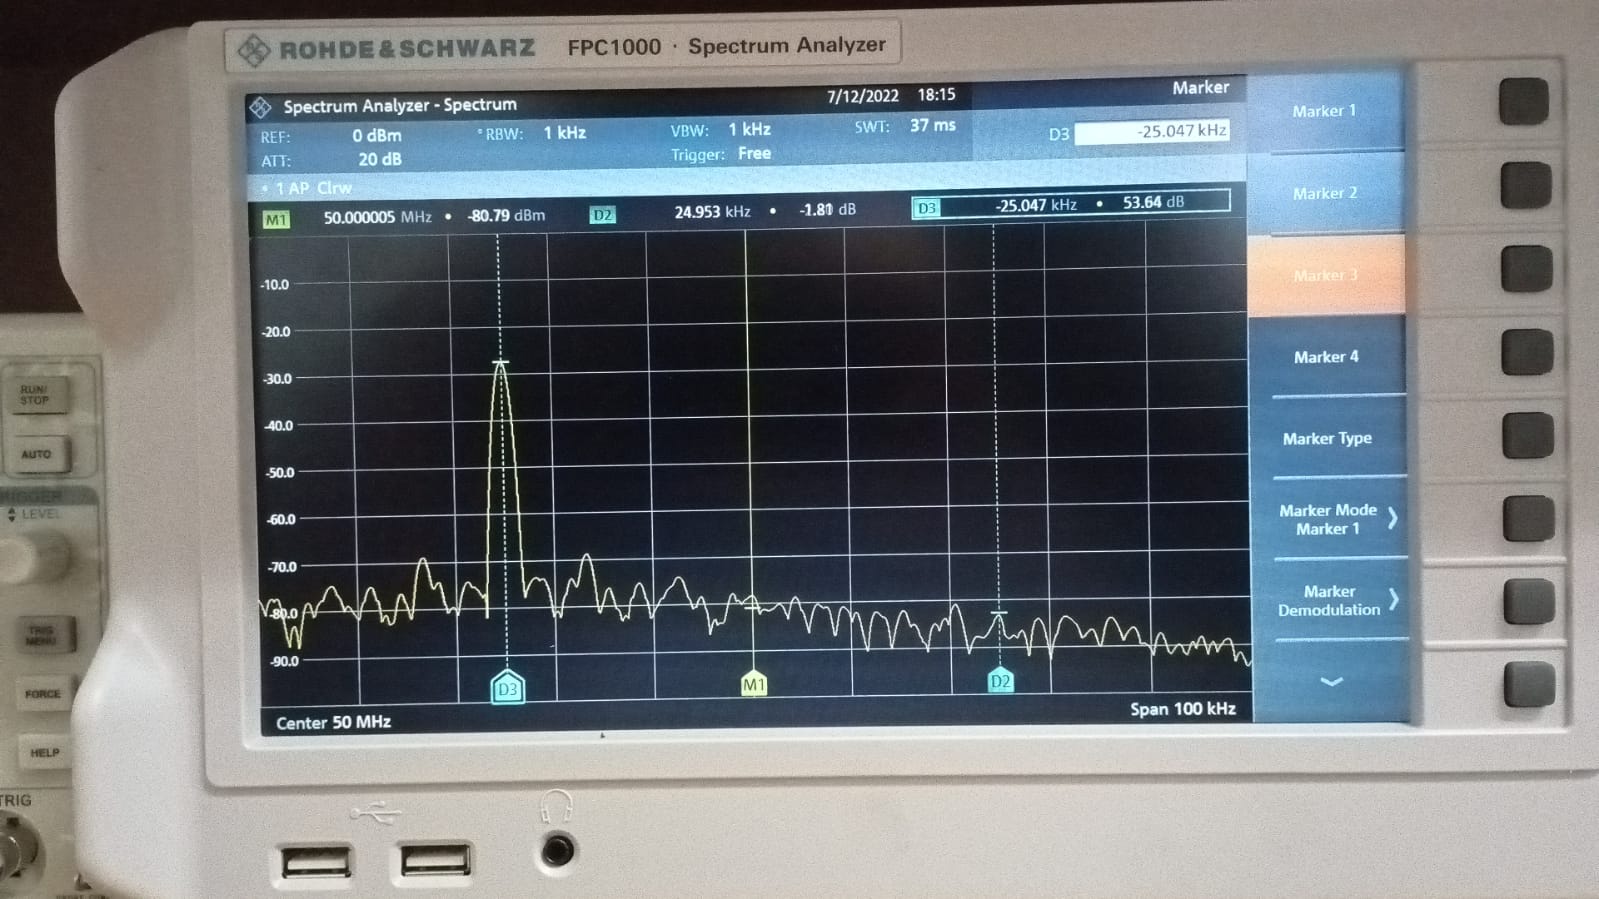 ROHDE & SCHWARZ FPC1000 · Spectrum Analyzer
Spectrum Analyzer - Spectrum 7/12/2022 18:15 Marker
REF: 0 dBm ° RBW: 1 kHz VBW: 1 kHz SWT: 37 ms D3 -25.047 kHz
ATT: 20 dB Trigger: Free
• 1 AP Clrw
M1 50.000005 MHz • -80.79 dBm D2 24.953 kHz • dB D3 -25.047 kHz • 53.64 dB
-10.0
-20.0
-30.0
-40.0
-50.0
-60.0
-70.0
-80.0
-90.0
D3 M1 D2
Center 50 MHz Span 100 kHz
Marker 1
Marker 2
Marker 3
Marker 4
Marker Type
Marker Mode
Marker 1
Marker
Demodulation
RUN/
STOP
AUTO
TRIGGER
LEVEL
TRIG
MENU
FORCE
HELP
TRIG